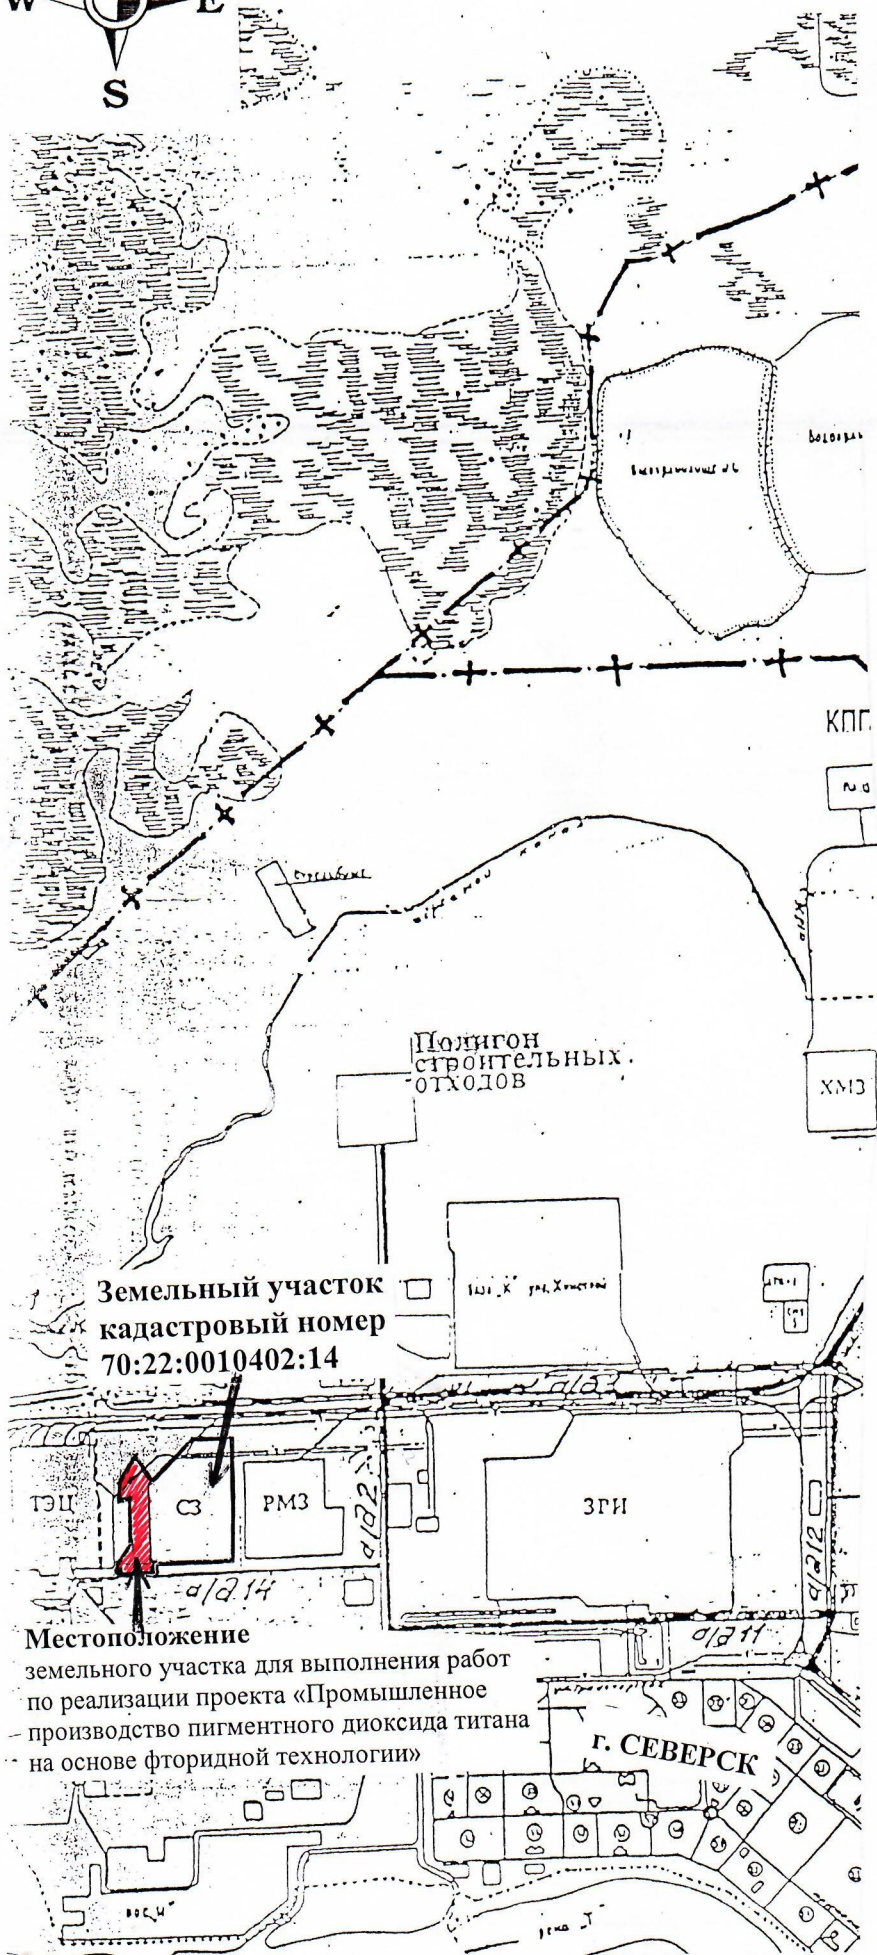 W
E
S
КПГ
Полигон
строительных
отходов
ХМЗ
Земельный участок
кадастровый номер
70:22:0010402:14
ТЭЦ
СЗ
РМЗ
а/д 2
ЗГИ
а/д 12
а/д 14
а/д 11
Местоположение
земельного участка для выполнения работ
по реализации проекта «Промышленное
производство пигментного диоксида титана
на основе фторидной технологии»
г. СЕВЕРСК